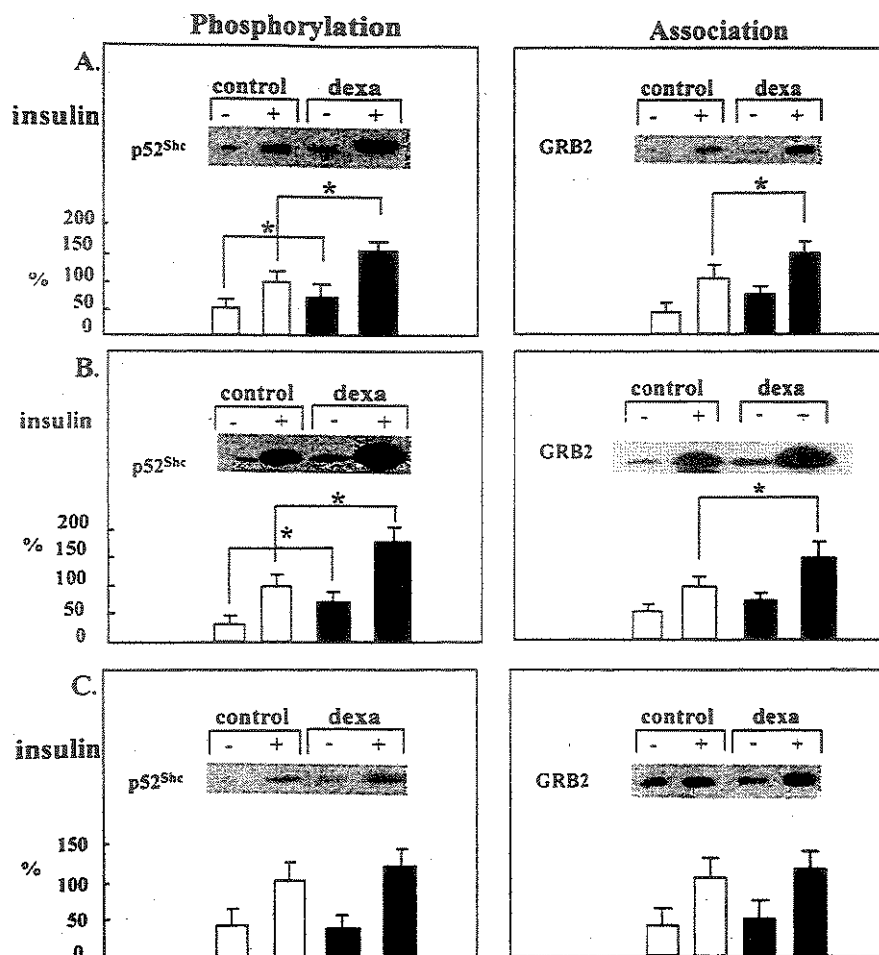 Phosphorylation
Association
A.
control dexa
insulin - + - +
p52Shc
*
*
200
150
100
50
0
%
control dexa
- + - +
GRB2
*
B.
control dexa
insulin - + - +
p52Shc
*
*
200
150
100
50
0
%
control dexa
- + - −
GRB2
*
C.
control dexa
insulin - + - +
p52Shc
150
100
50
0
%
control dexa
- + - +
GRB2